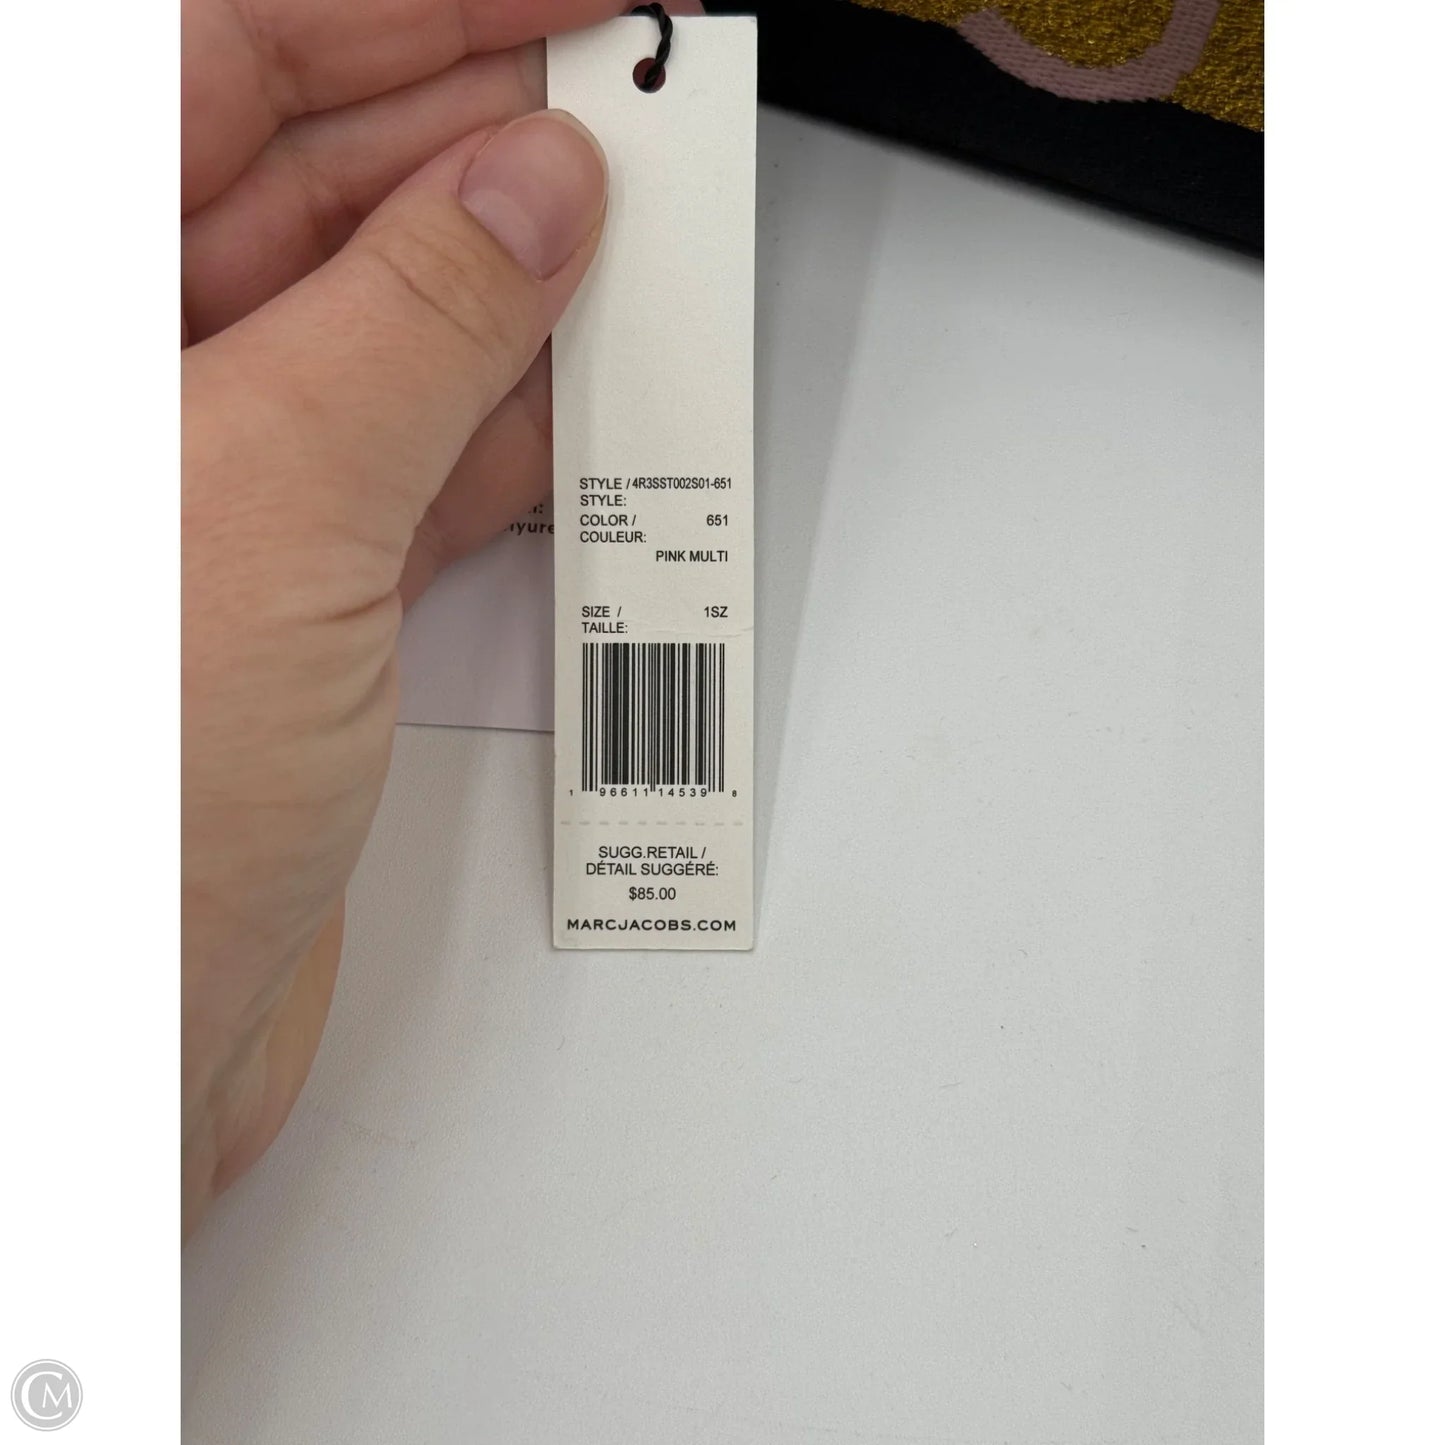 STYLE / 4R3SST002S01-651
STYLE:
COLOR / 651
COULEUR:
PINK MULTI
SIZE / 1SZ
TAILLE:
1 96611 14539 8
SUGG.RETAIL /
DÉTAIL SUGGÉRÉ:
$85.00
MARCJACOBS.COM
CM